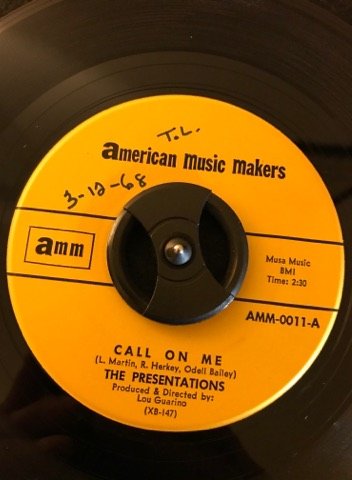 T.L.
american music makers
3-12-68
amm
Musa Music
BMI
Time: 2:30
AMM-0011-A
CALL ON ME
(L. Martin, R. Herkey, Odell Bailey)
THE PRESENTATIONS
Produced & Directed by:
Lou Guarino
(XB-147)